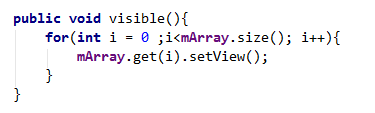 public void visible(){
    for(int i = 0 ;i<mArray.size(); i++){
        mArray.get(i).setView();
    }
}